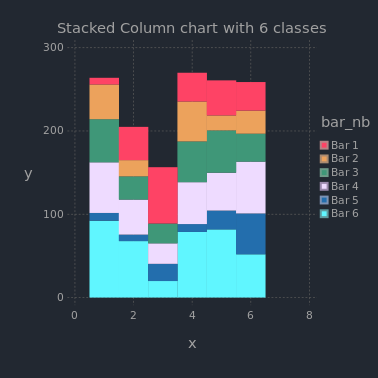 Stacked Column chart with 6 classes
300
200
100
0
y
0
2
4
6
8
x
bar_nb
Bar 1
Bar 2
Bar 3
Bar 4
Bar 5
Bar 6